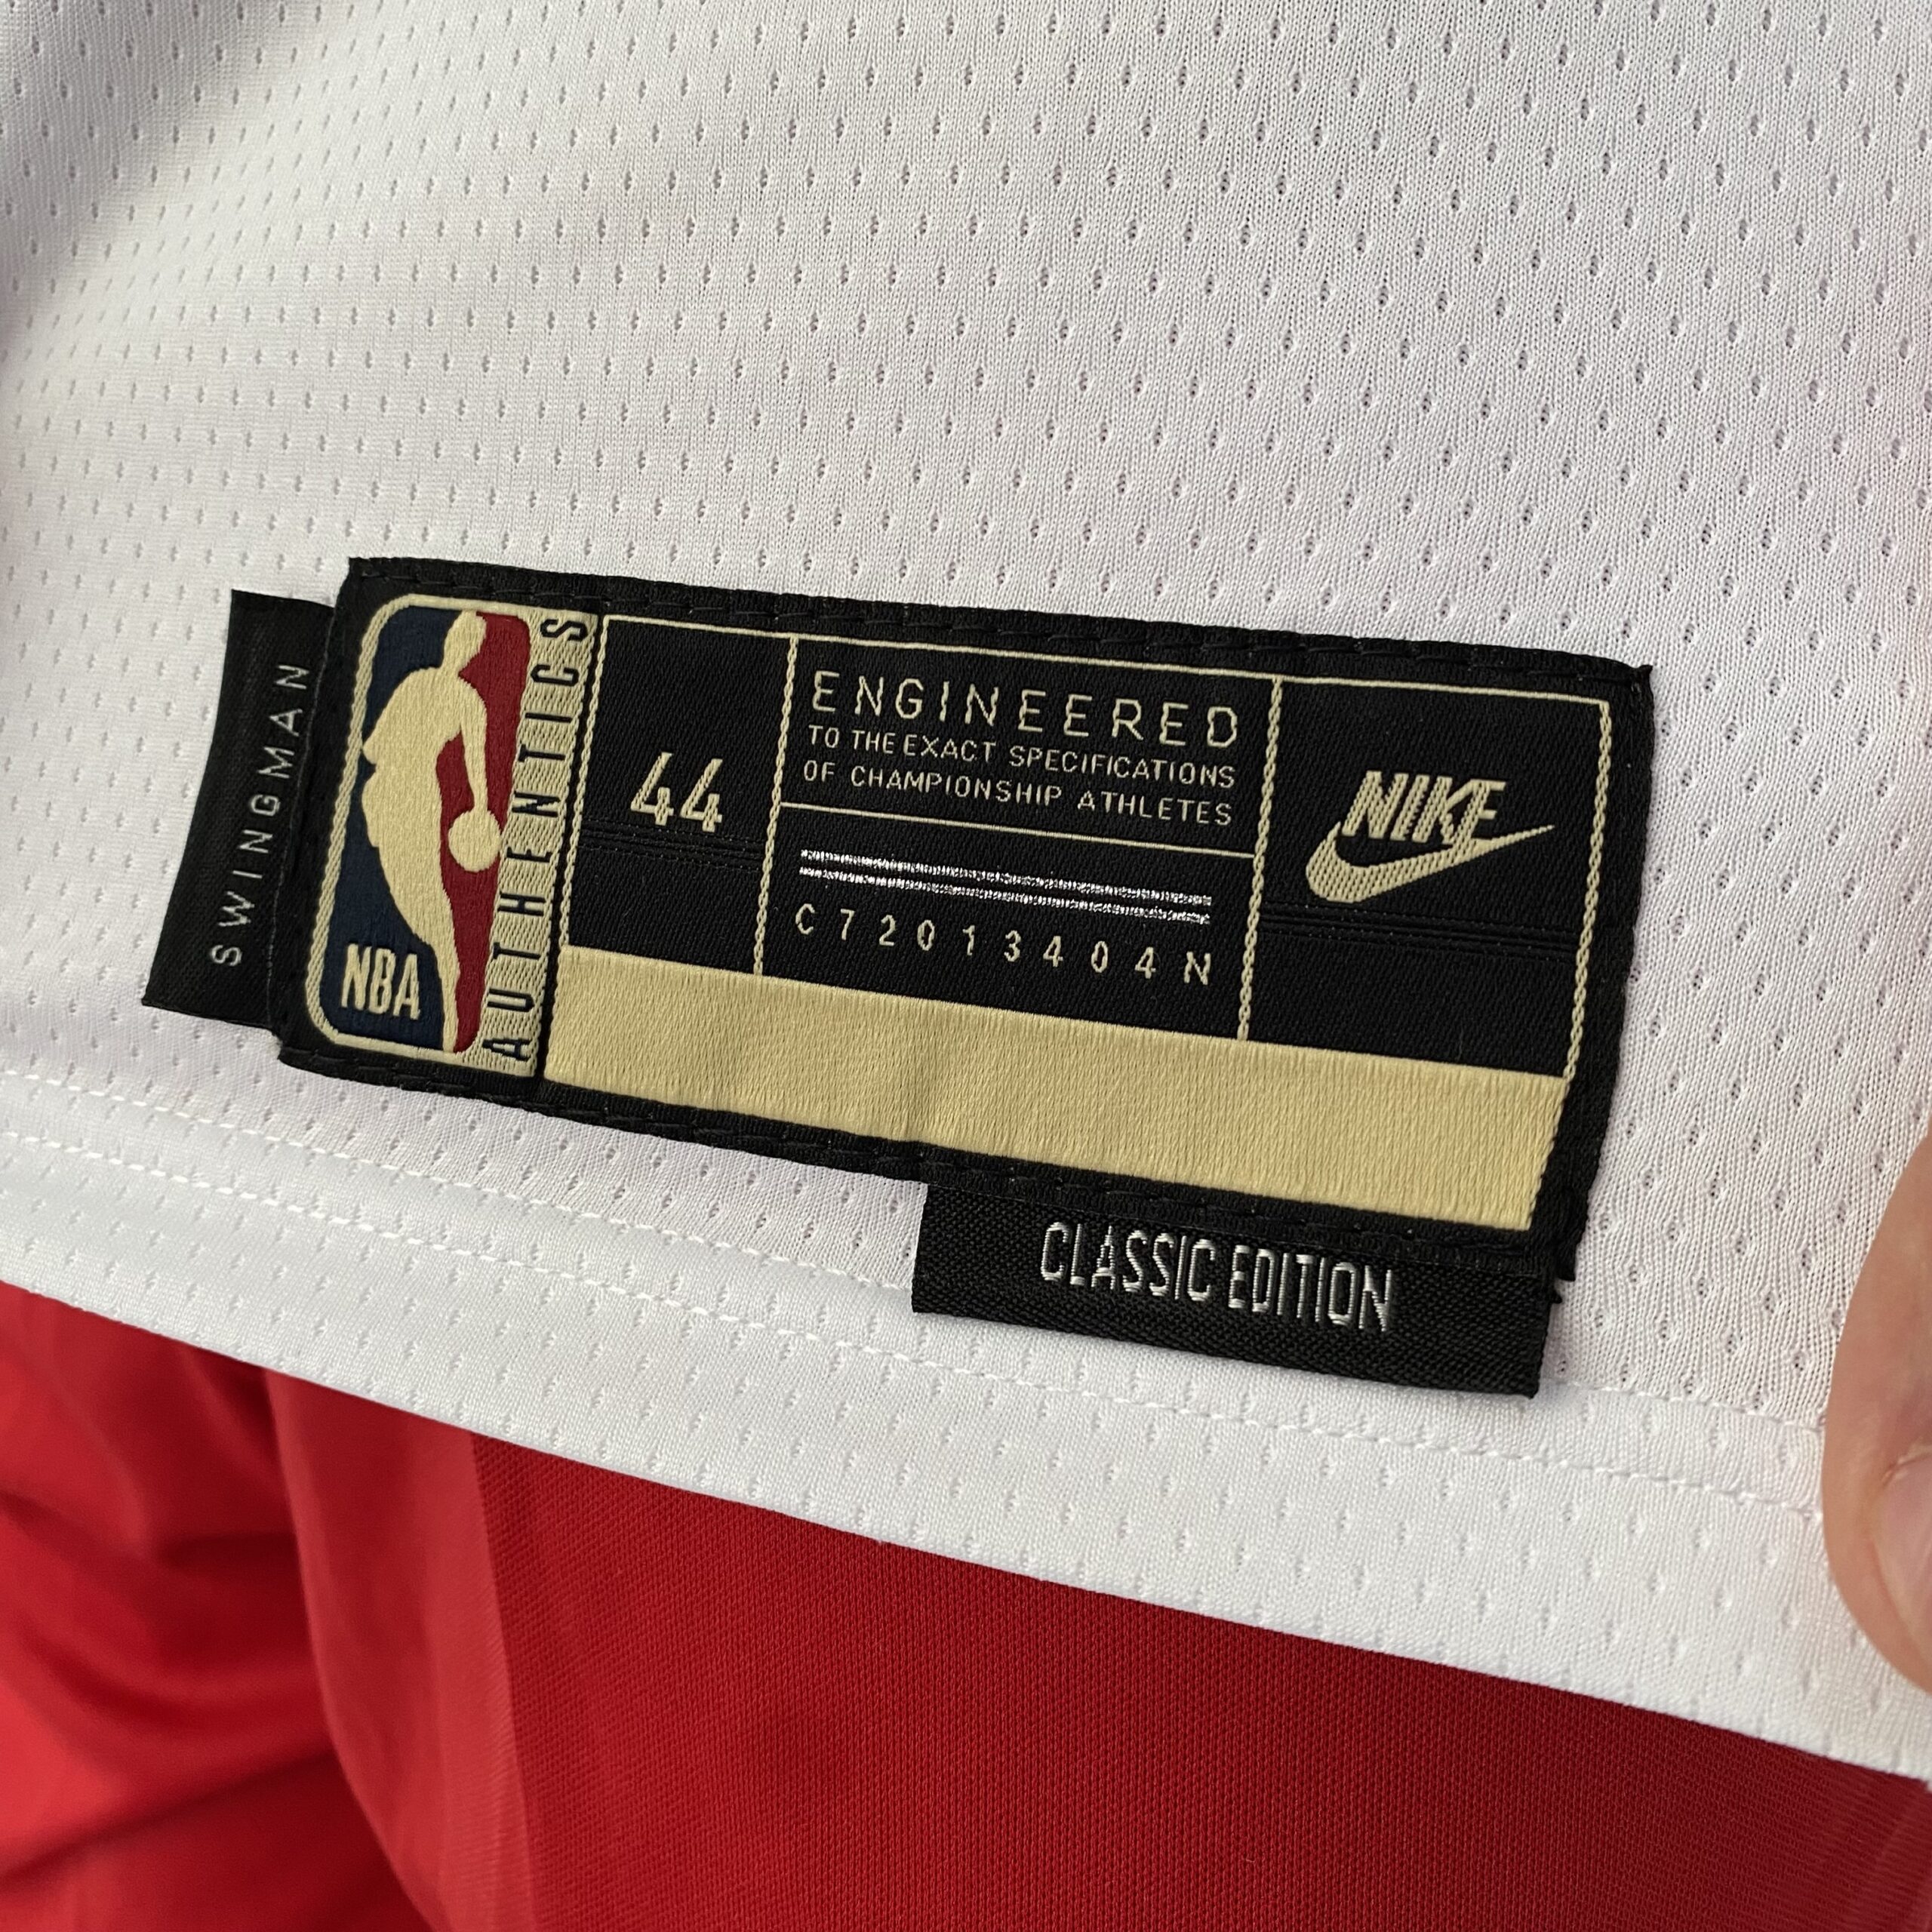 SWINGMAN
NBA
AUTHENTICS
44
ENGINEERED
TO THE EXACT SPECIFICATIONS
OF CHAMPIONSHIP ATHLETES
C72013404N
NIKE
CLASSIC EDITION